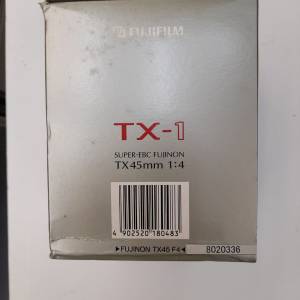 FUJIFILM
TX-1
SUPER-EBC FUJINON
TX45mm 1:4
4 902520 180483
▶FUJINON TX45 F4◀ 8020336